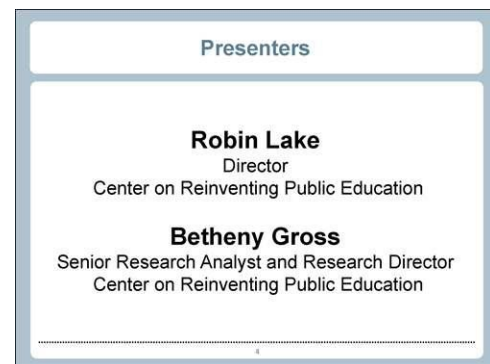 Presenters
Robin Lake
Director
Center on Reinventing Public Education
Betheny Gross
Senior Research Analyst and Research Director
Center on Reinventing Public Education
4